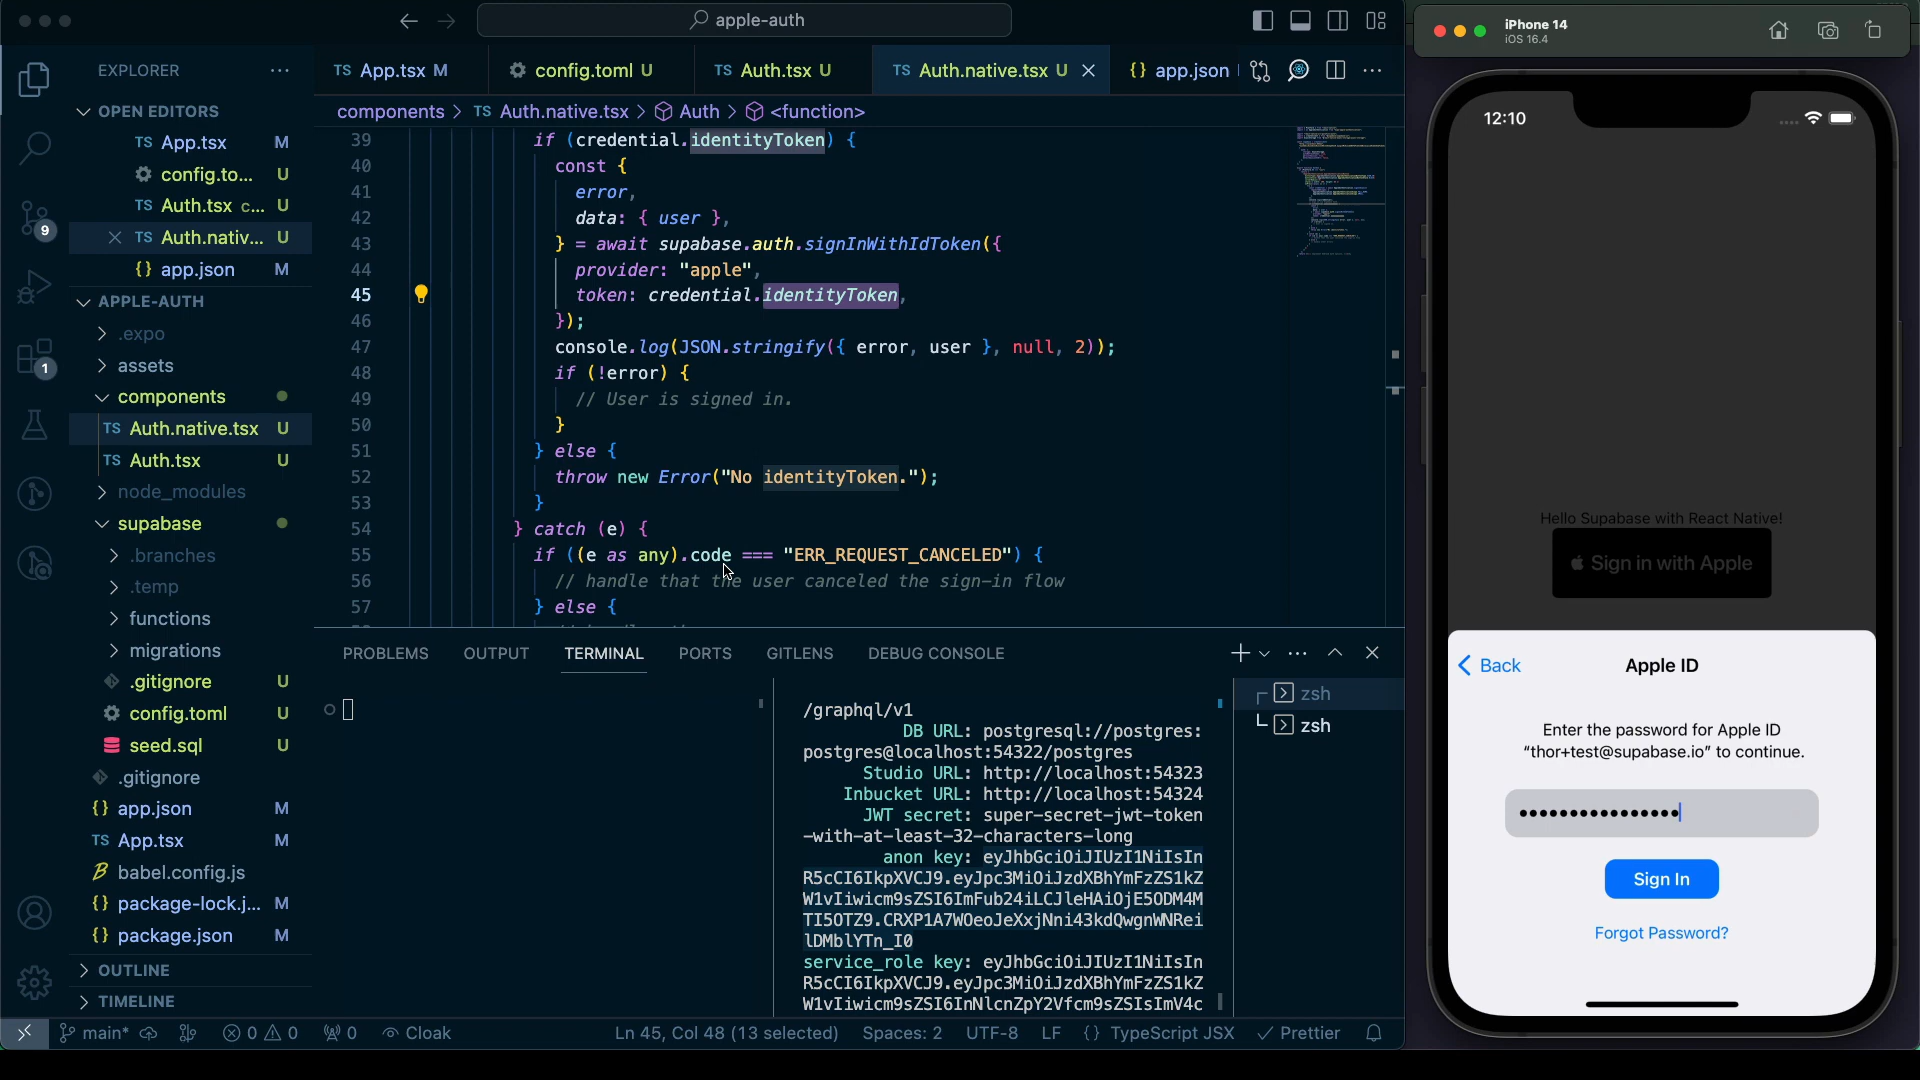 apple-auth
EXPLORER
OPEN EDITORS
TS App.tsx M
config.to... U
TS Auth.tsx c... U
TS Auth.nativ... U
{} app.json M
APPLE-AUTH
.expo
assets
components
TS Auth.native.tsx U
TS Auth.tsx U
node_modules
supabase
.branches
.temp
functions
migrations
.gitignore U
config.toml U
seed.sql U
.gitignore
{} app.json M
TS App.tsx M
babel.config.js
{} package-lock.j... M
{} package.json M
OUTLINE
TIMELINE
9
1
TS App.tsx M
config.toml U
TS Auth.tsx U
TS Auth.native.tsx U
{} app.json
components > TS Auth.native.tsx > Auth > <function>
39 if (credential.identityToken) {
40 const {
41 error,
42 data: { user },
43 } = await supabase.auth.signInWithIdToken({
44 provider: "apple",
45 token: credential.identityToken,
46 });
47 console.log(JSON.stringify({ error, user }, null, 2));
48 if (!error) {
49 // User is signed in.
50 }
51 } else {
52 throw new Error("No identityToken.");
53 }
54 } catch (e) {
55 if ((e as any).code === "ERR_REQUEST_CANCELED") {
56 // handle that the user canceled the sign-in flow
57 } else {
PROBLEMS OUTPUT TERMINAL PORTS GITLENS DEBUG CONSOLE
/graphql/v1
DB URL: postgresql://postgres:
postgres@localhost:54322/postgres
Studio URL: http://localhost:54323
Inbucket URL: http://localhost:54324
JWT secret: super-secret-jwt-token
-with-at-least-32-characters-long
anon key: eyJhbGciOiJIUzI1NiIsIn
R5cCI6IkpXVCJ9.eyJpc3MiOiJzdXBhYmFzZS1kZ
W1vIiwicm9sZSI6ImFub24iLCJleHAiOjE5ODM4M
TI5OTZ9.CRXP1A7WOeoJeXxjNni43kdQwgnWNRei
lDMblYTn_I0
service_role key: eyJhbGciOiJIUzI1NiIsIn
R5cCI6IkpXVCJ9.eyJpc3MiOiJzdXBhYmFzZS1kZ
W1vIiwicm9sZSI6InNlcnZpY2Vfcm9sZSIsImV4c
zsh
zsh
main* 0 0 0 Cloak Ln 45, Col 48 (13 selected) Spaces: 2 UTF-8 LF {} TypeScript JSX Prettier
iPhone 14
iOS 16.4
12:10
Hello Supabase with React Native!
Sign in with Apple
Back
Apple ID
Enter the password for Apple ID
“thor+test@supabase.io” to continue.
Sign In
Forgot Password?